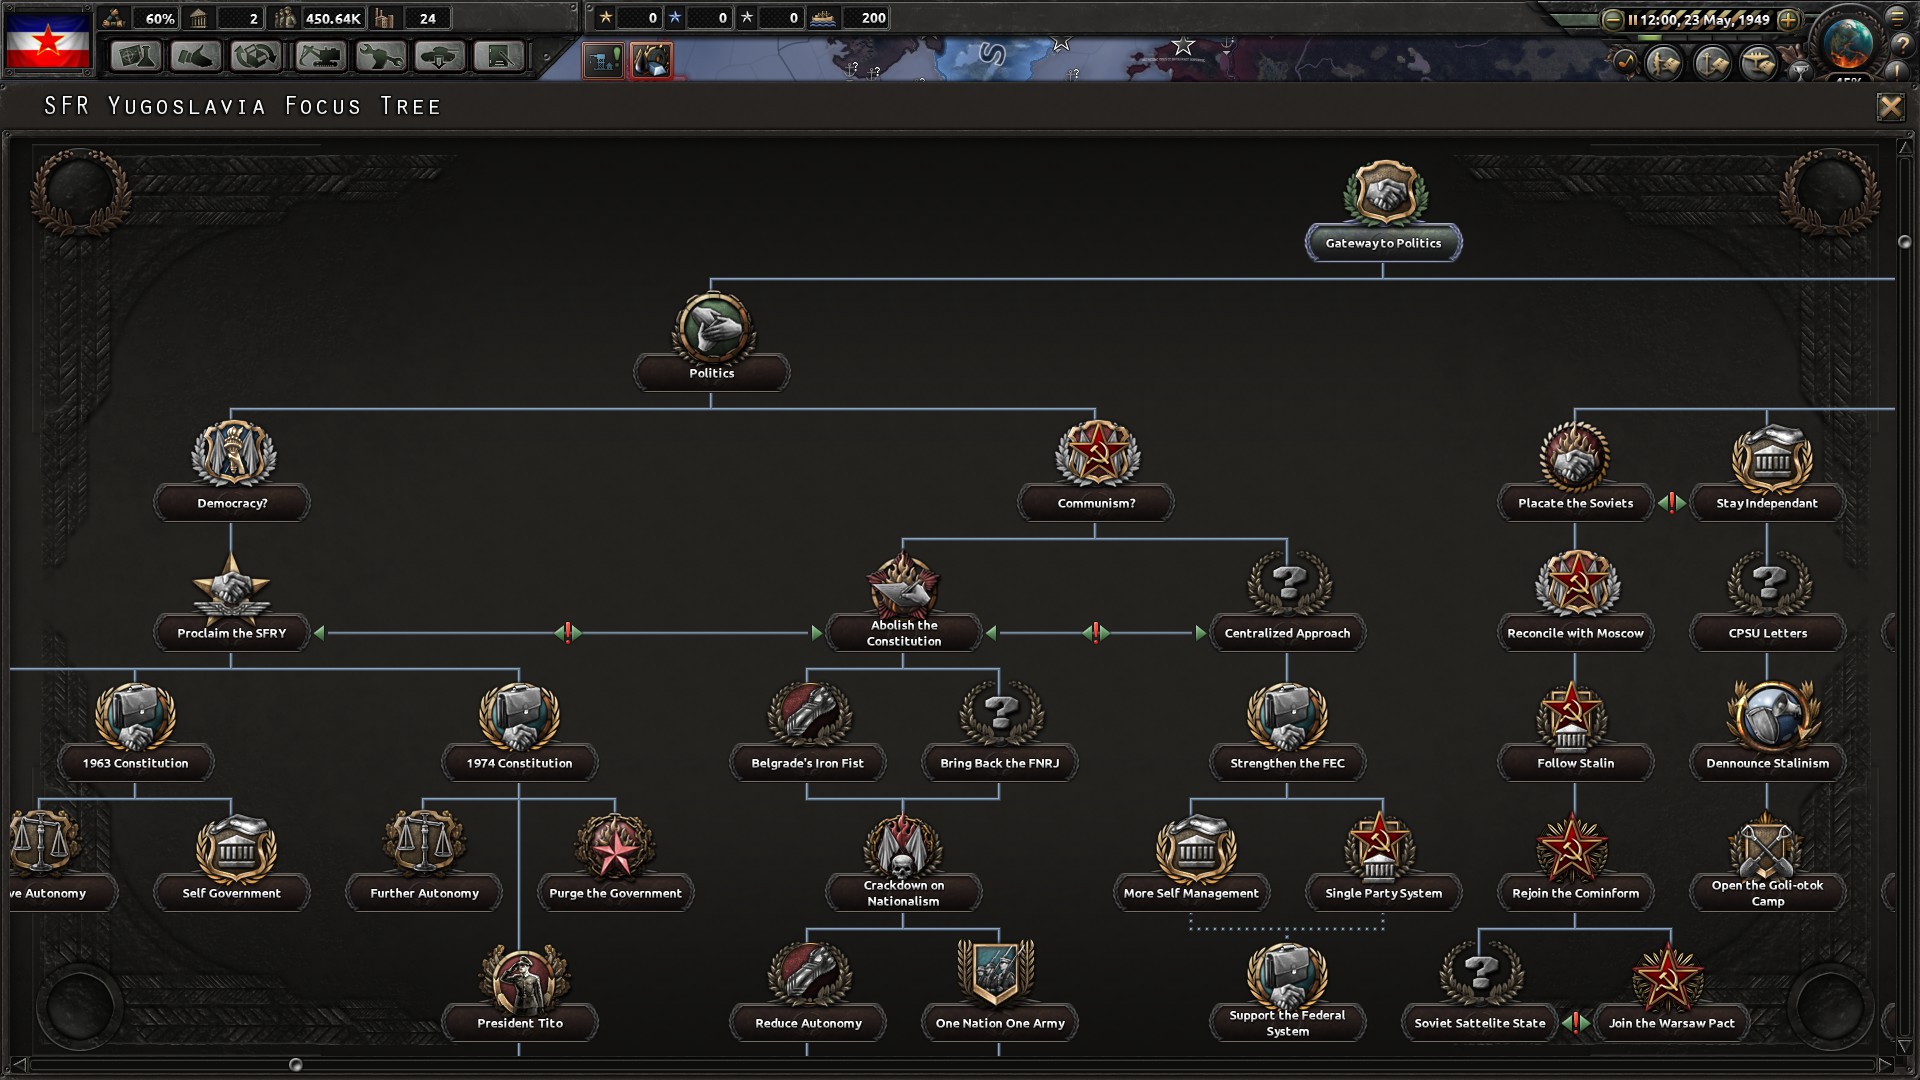 60%
2
450.64K
24
0
0
0
200
12:00, 23 May, 1949
SFR Yugoslavia Focus Tree
Gateway to Politics
Politics
Democracy?
Communism?
Placate the Soviets
Stay Independant
Proclaim the SFRY
Abolish the
Constitution
Centralized Approach
Reconcile with Moscow
CPSU Letters
1963 Constitution
1974 Constitution
Belgrade's Iron Fist
Bring Back the FNRJ
Strengthen the FEC
Follow Stalin
Dennounce Stalinism
ve Autonomy
Self Government
Further Autonomy
Purge the Government
Crackdown on
Nationalism
More Self Management
Single Party System
Rejoin the Cominform
Open the Goli-otok
Camp
President Tito
Reduce Autonomy
One Nation One Army
Support the Federal
System
Soviet Sattelite State
Join the Warsaw Pact